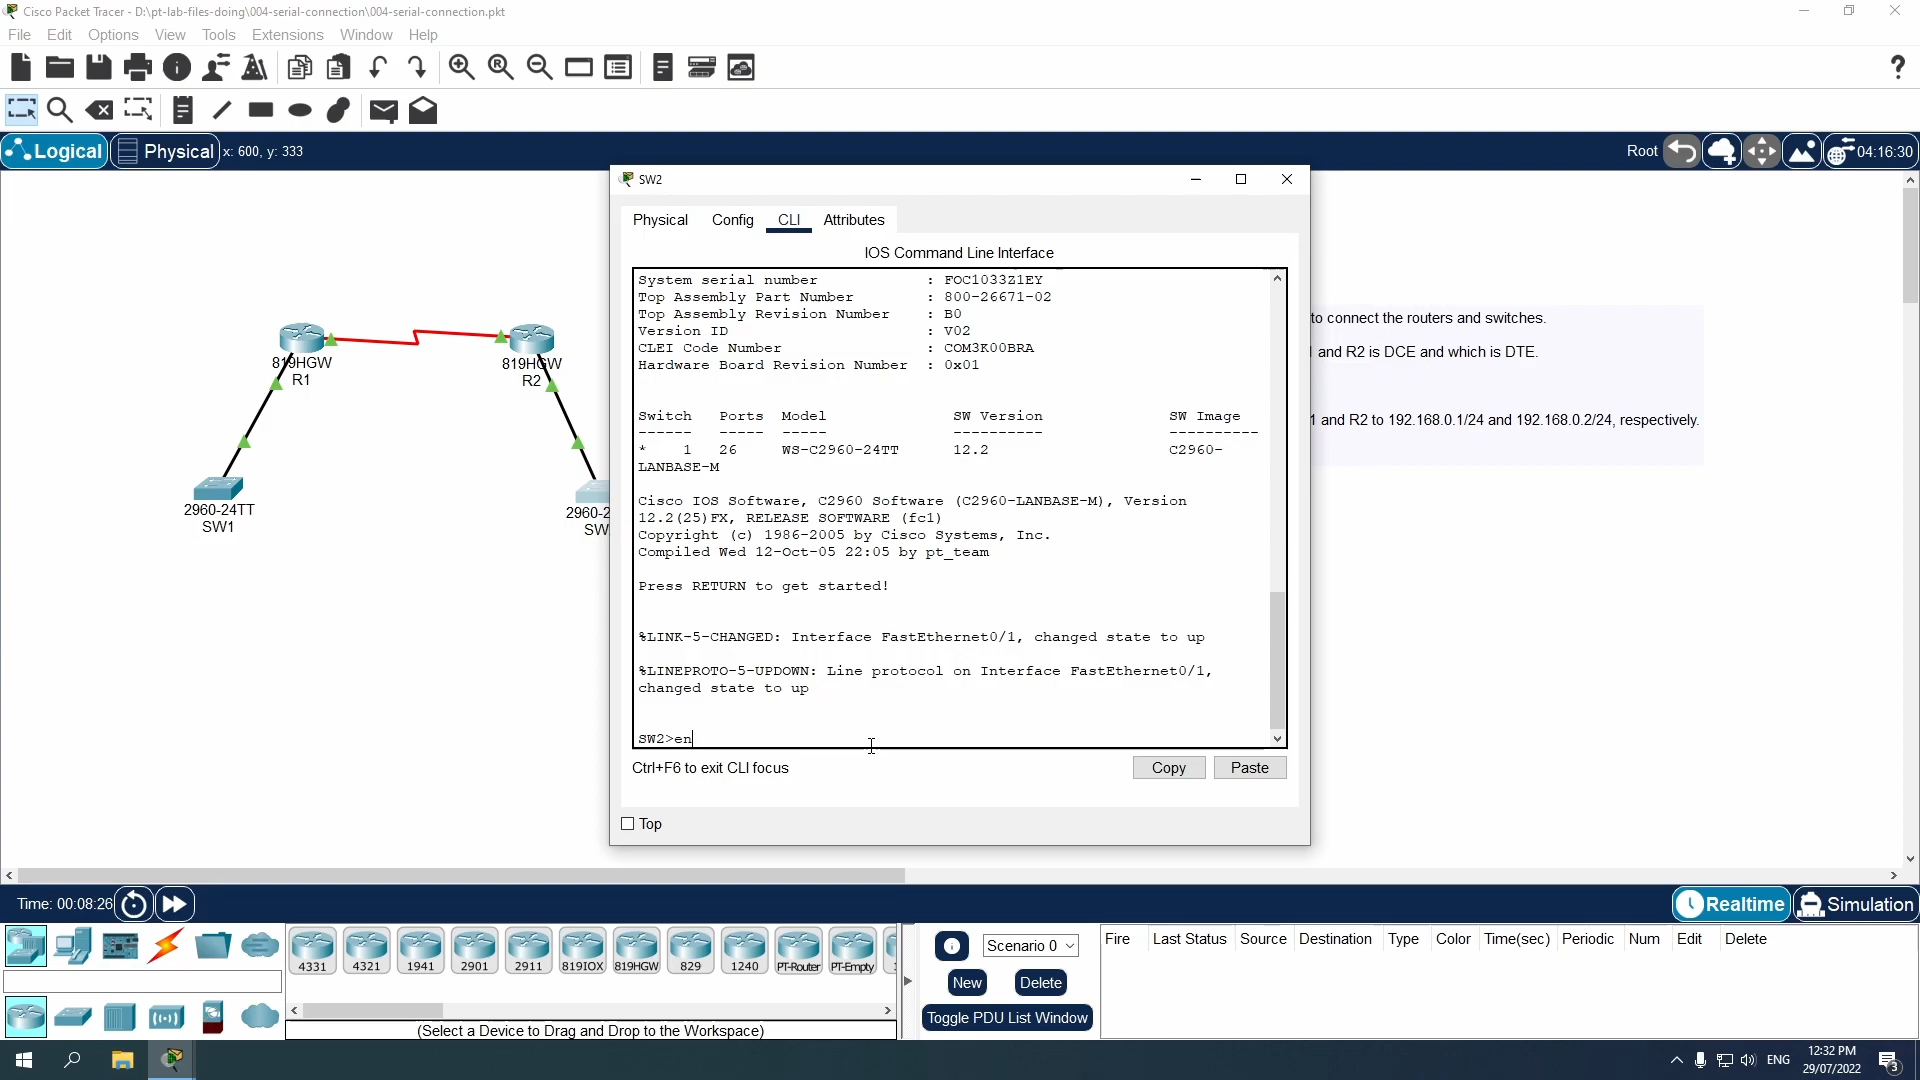 Cisco Packet Tracer - D:\pt-lab-files-doing\004-serial-connection\004-serial-connection.pkt
File Edit Options View Tools Extensions Window Help
Logical Physical x: 600, y: 333 Root 04:16:30
SW2
Physical Config CLI Attributes
IOS Command Line Interface
System serial number : FOC1033Z1EY
Top Assembly Part Number : 800-26671-02
Top Assembly Revision Number : B0
Version ID : V02
CLEI Code Number : COM3K00BRA
Hardware Board Revision Number : 0x01
Switch Ports Model SW Version SW Image
------ ----- ----- ---------- ----------
* 1 26 WS-C2960-24TT 12.2 C2960-
LANBASE-M
Cisco IOS Software, C2960 Software (C2960-LANBASE-M), Version
12.2(25)FX, RELEASE SOFTWARE (fc1)
Copyright (c) 1986-2005 by Cisco Systems, Inc.
Compiled Wed 12-Oct-05 22:05 by pt_team
Press RETURN to get started!
%LINK-5-CHANGED: Interface FastEthernet0/1, changed state to up
%LINEPROTO-5-UPDOWN: Line protocol on Interface FastEthernet0/1,
changed state to up
SW2>en
Ctrl+F6 to exit CLI focus
Copy Paste
Top
819HGW
R1
819HGW
R2
2960-24TT
SW1
2960-2
SW
to connect the routers and switches.
and R2 is DCE and which is DTE.
1 and R2 to 192.168.0.1/24 and 192.168.0.2/24, respectively.
Time: 00:08:26 Realtime Simulation
4331 4321 1941 2901 2911 819IOX 819HGW 829 1240 PT-Router PT-Empty
(Select a Device to Drag and Drop to the Workspace)
Scenario 0
New Delete
Toggle PDU List Window
Fire Last Status Source Destination Type Color Time(sec) Periodic Num Edit Delete
ENG
12:32 PM
29/07/2022
3